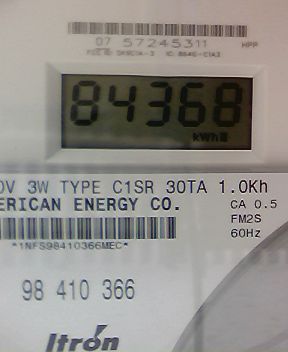 07 57245311 HPP
84368
kWh
0V 3W TYPE C1SR 30TA 1.0Kh
ERICAN ENERGY CO. CA 0.5
FM2S
60Hz
*1NFS98410366MEC*
98 410 366
Itron